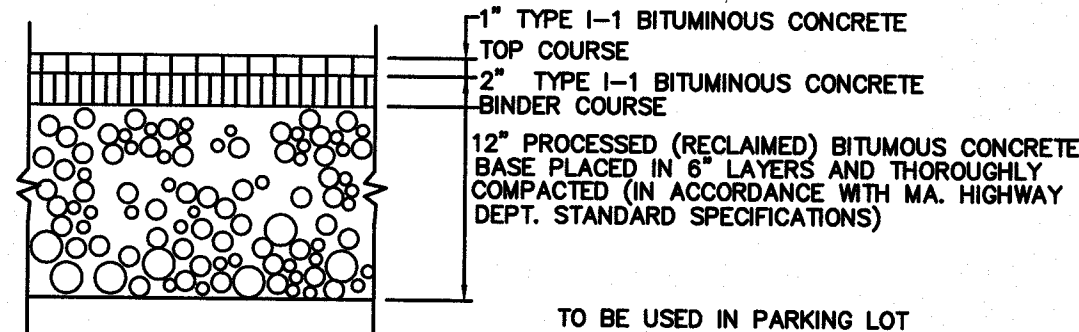 1" TYPE I-1 BITUMINOUS CONCRETE
TOP COURSE
2" TYPE I-1 BITUMINOUS CONCRETE
BINDER COURSE
12" PROCESSED (RECLAIMED) BITUMOUS CONCRETE
BASE PLACED IN 6" LAYERS AND THOROUGHLY
COMPACTED (IN ACCORDANCE WITH MA. HIGHWAY
DEPT. STANDARD SPECIFICATIONS)
TO BE USED IN PARKING LOT